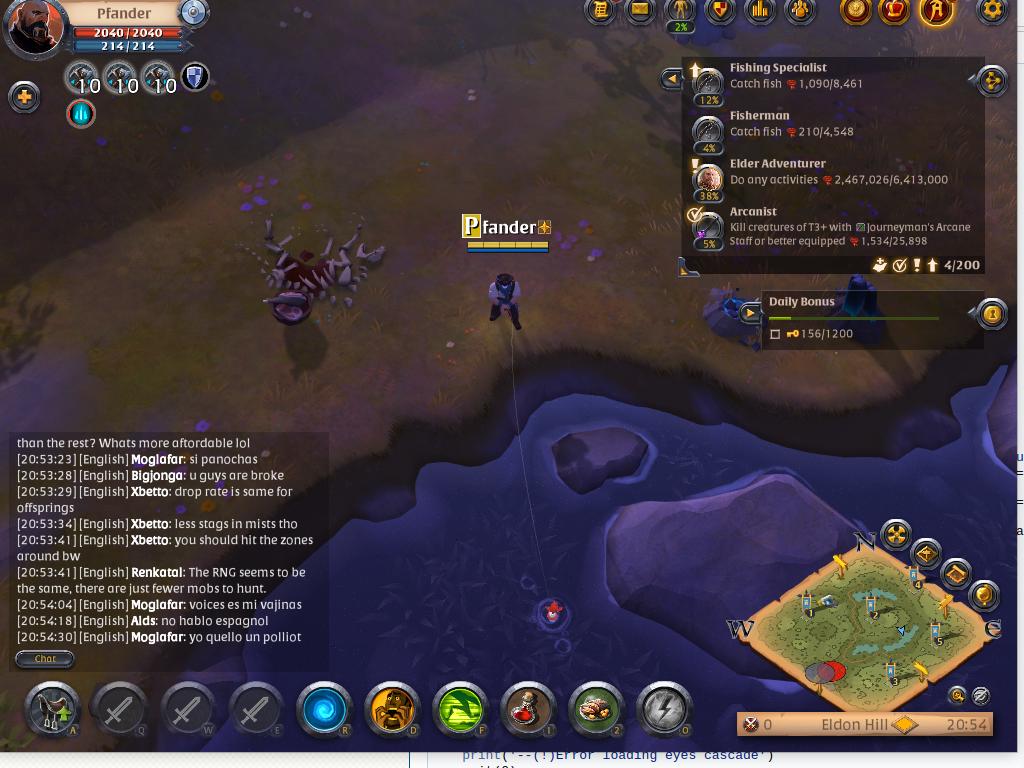 Pfander
2040 / 2040
214 / 214
10 10 10
2%
Fishing Specialist
Catch fish 1,090/8,461
12%
Fisherman
Catch fish 210/4,548
4%
Elder Adventurer
Do any activities 2,467,026/6,413,000
38%
Arcanist
Kill creatures of T3+ with Journeyman's Arcane
Staff or better equipped 1,534/25,898
5%
4/200
Pfander
Daily Bonus
156/1200
than the rest? Whats more affordable lol
[20:53:23] [English] Moglafar: si panochas
[20:53:28] [English] Bigjonga: u guys are broke
[20:53:29] [English] Xbetto: drop rate is same for
offsprings
[20:53:34] [English] Xbetto: less stags in mists tho
[20:53:41] [English] Xbetto: you should hit the zones
around bw
[20:53:41] [English] Renkatal: The RNG seems to be
the same, there are just fewer mobs to hunt.
[20:54:04] [English] Moglafar: voices es mi vajinas
[20:54:18] [English] Aids: no hablo espagnol
[20:54:30] [English] Moglafar: yo quello un polliot
Chat
N
W
E
1
2
3
4
5
A Q W E R D F 1 2 O
0 Eldon Hill 20:54
print('--(!)Error loading eyes cascade')